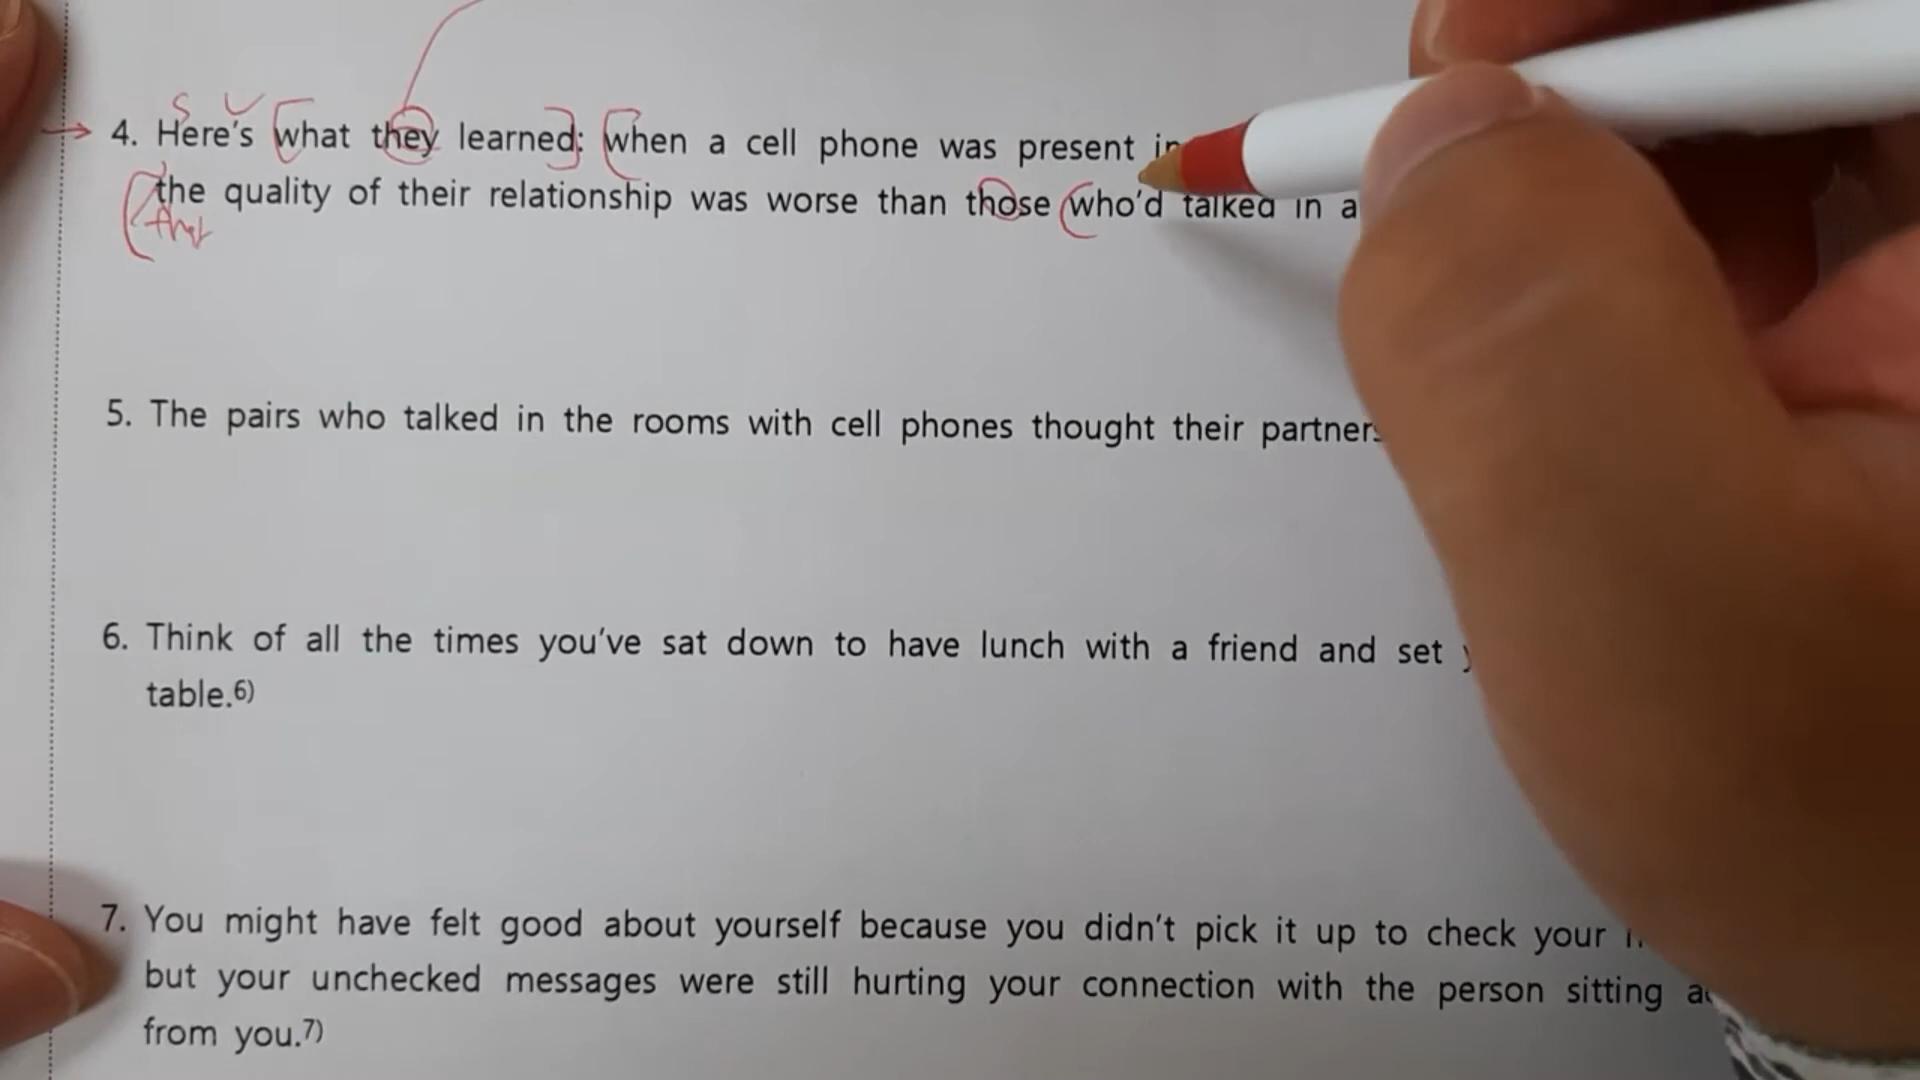 S V
4. Here's what they learned: when a cell phone was present in
the quality of their relationship was worse than those who'd talked in a
that
5. The pairs who talked in the rooms with cell phones thought their partners
6. Think of all the times you've sat down to have lunch with a friend and set
table.6)
7. You might have felt good about yourself because you didn't pick it up to check your
but your unchecked messages were still hurting your connection with the person sitting
from you.7)